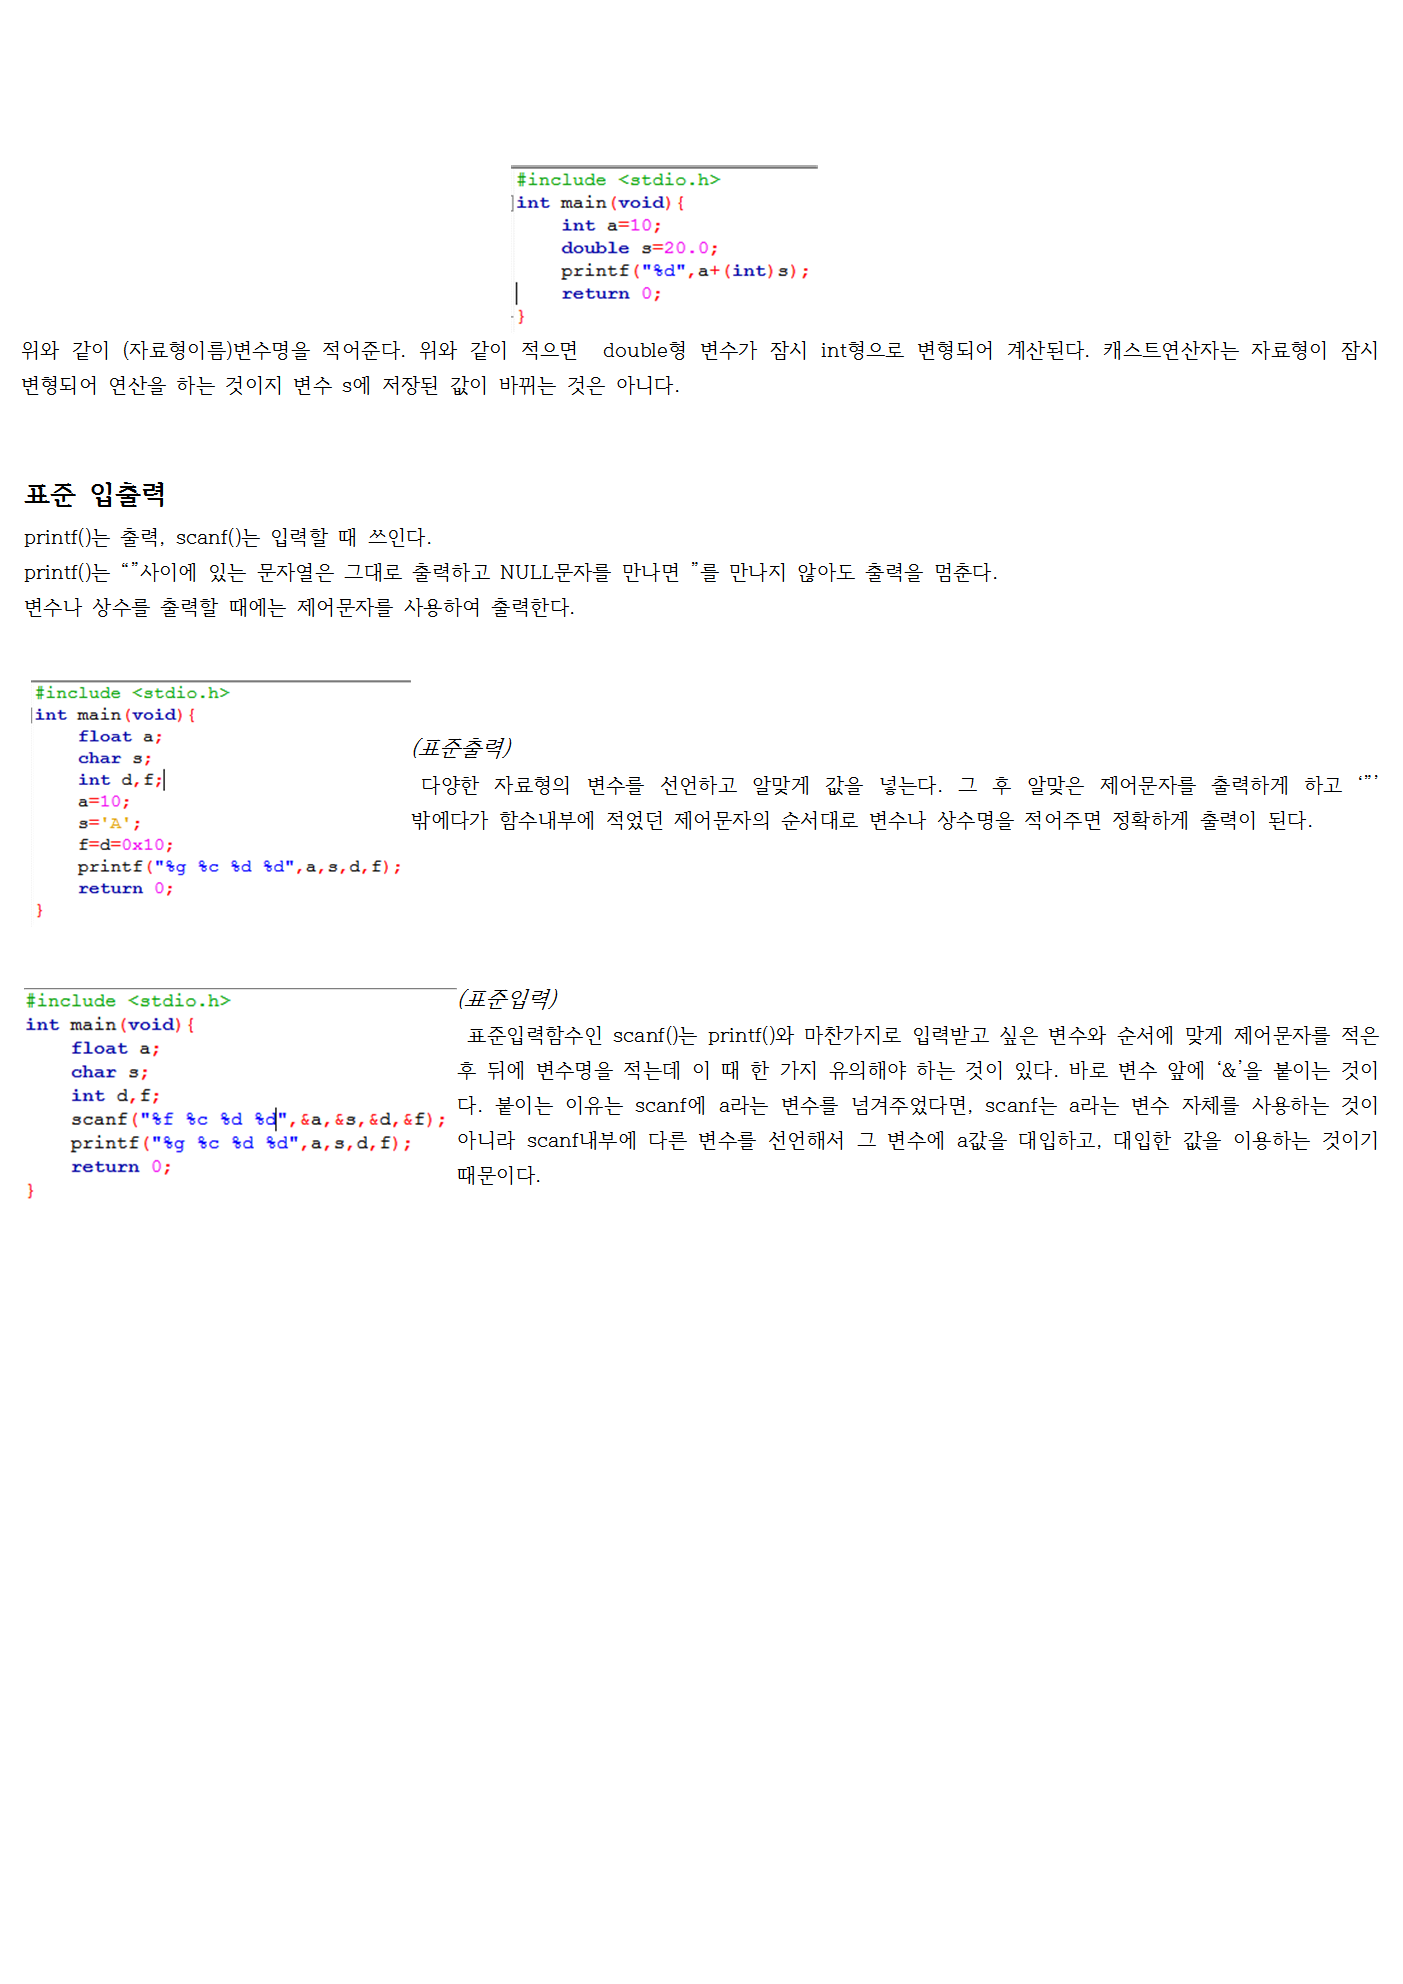 #include <stdio.h>
int main(void){
    int a=10;
    double s=20.0;
    printf("%d",a+(int)s);
    return 0;
}
위와 같이 (자료형이름)변수명을 적어준다. 위와 같이 적으면  double형 변수가 잠시 int형으로 변형되어 계산된다. 캐스트연산자는 자료형이 잠시
변형되어 연산을 하는 것이지 변수 s에 저장된 값이 바뀌는 것은 아니다.
표준 입출력
printf()는 출력, scanf()는 입력할 때 쓰인다.
printf()는 “”사이에 있는 문자열은 그대로 출력하고 NULL문자를 만나면 ”를 만나지 않아도 출력을 멈춘다.
변수나 상수를 출력할 때에는 제어문자를 사용하여 출력한다.
#include <stdio.h>
int main(void){
    float a;
    char s;
    int d,f;
    a=10;
    s='A';
    f=d=0x10;
    printf("%g %c %d %d",a,s,d,f);
    return 0;
}
(표준출력)
다양한 자료형의 변수를 선언하고 알맞게 값을 넣는다. 그 후 알맞은 제어문자를 출력하게 하고 ‘”’
밖에다가 함수내부에 적었던 제어문자의 순서대로 변수나 상수명을 적어주면 정확하게 출력이 된다.
#include <stdio.h>
int main(void){
    float a;
    char s;
    int d,f;
    scanf("%f %c %d %d",&a,&s,&d,&f);
    printf("%g %c %d %d",a,s,d,f);
    return 0;
}
(표준입력)
표준입력함수인 scanf()는 printf()와 마찬가지로 입력받고 싶은 변수와 순서에 맞게 제어문자를 적은
후 뒤에 변수명을 적는데 이 때 한 가지 유의해야 하는 것이 있다. 바로 변수 앞에 ‘&’을 붙이는 것이
다. 붙이는 이유는 scanf에 a라는 변수를 넘겨주었다면, scanf는 a라는 변수 자체를 사용하는 것이
아니라 scanf내부에 다른 변수를 선언해서 그 변수에 a값을 대입하고, 대입한 값을 이용하는 것이기
때문이다.